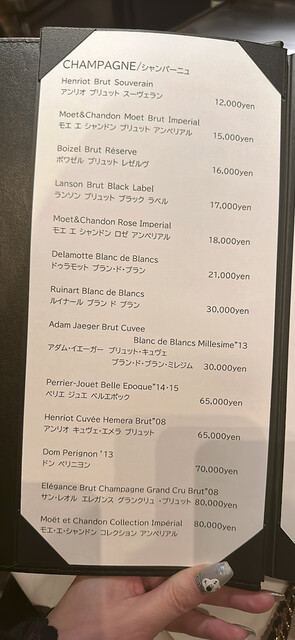 CHAMPAGNE/シャンパーニュ
Henriot Brut Souverain
アンリオ ブリュット スーヴェラン 12,000yen
Moet&Chandon Moet Brut Imperial
モエ エ シャンドン ブリュット アンペリアル 15,000yen
Boizel Brut Réserve
ボワゼル ブリュット レゼルヴ 16,000yen
Lanson Brut Black Label
ランソン ブリュット ブラック ラベル 17,000yen
Moet&Chandon Rose Imperial
モエ エ シャンドン ロゼ アンペリアル 18,000yen
Delamotte Blanc de Blancs
ドゥラモット ブラン・ド・ブラン 21,000yen
Ruinart Blanc de Blancs
ルイナール ブラン ド ブラン 30,000yen
Adam Jaeger Brut Cuvee
Blanc de Blancs Millesime"13
アダム・イエーガー ブリュット・キュヴェ
ブラン・ド・ブラン・ミレジム 30,000yen
Perrier-Jouet Belle Epoque"14・15
ペリエ ジュエ ベルエポック 65,000yen
Henriot Cuvée Hemera Brut"08
アンリオ キュヴェ・エメラ ブリュット 65,000yen
Dom Perignon "13
ドン ペリニヨン 70,000yen
Elégance Brut Champagne Grand Cru Brut"08
サン・レオル エレガンス グランクリュ・ブリュット 80,000yen
Moët et Chandon Collection Impérial 80,000yen
モエ・エ・シャンドン コレクション アンペリアル